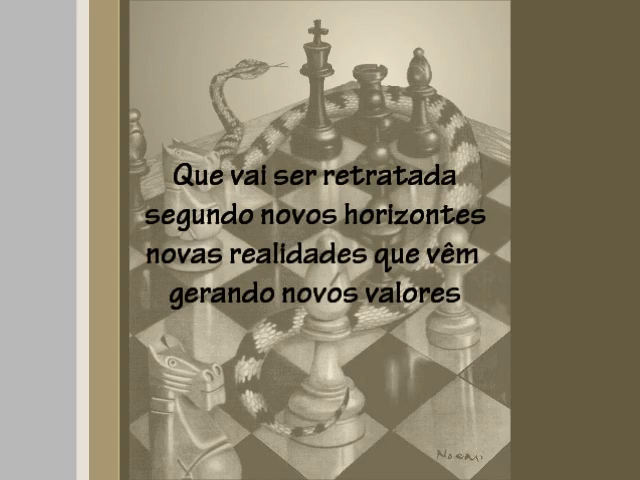 Que vai ser retratada
segundo novos horizontes
novas realidades que vêm
gerando novos valores